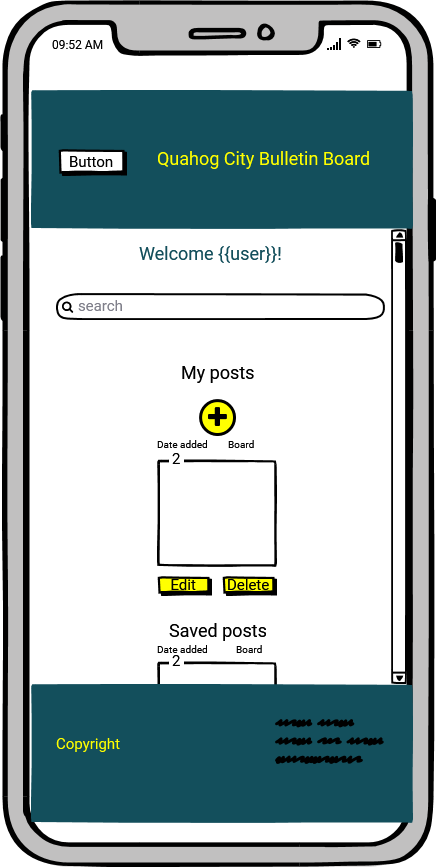 09:52 AM
Button
Quahog City Bulletin Board
Welcome {{user}}!
search
My posts
Date added Board
2
Edit Delete
Saved posts
Date added Board
2
Copyright